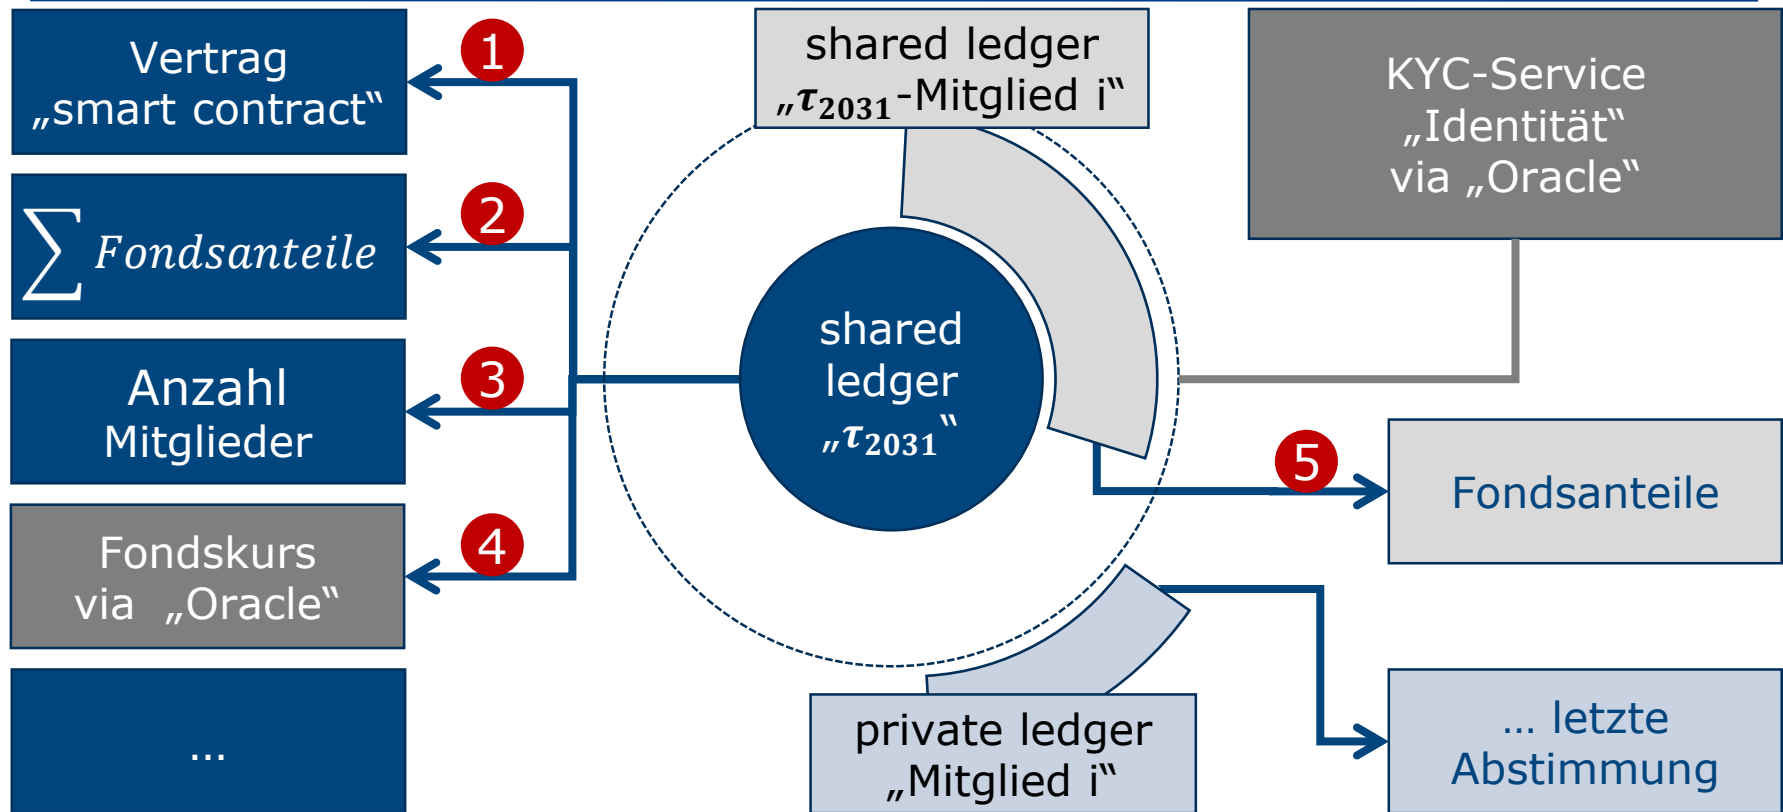 Vertrag
„smart contract“
1
∑ Fondsanteile
2
Anzahl
Mitglieder
3
Fondskurs
via „Oracle“
4
…
shared ledger
„τ₂₀₃₁-Mitglied i“
shared
ledger
„τ₂₀₃₁“
private ledger
„Mitglied i“
KYC-Service
„Identität“
via „Oracle“
5
Fondsanteile
… letzte
Abstimmung